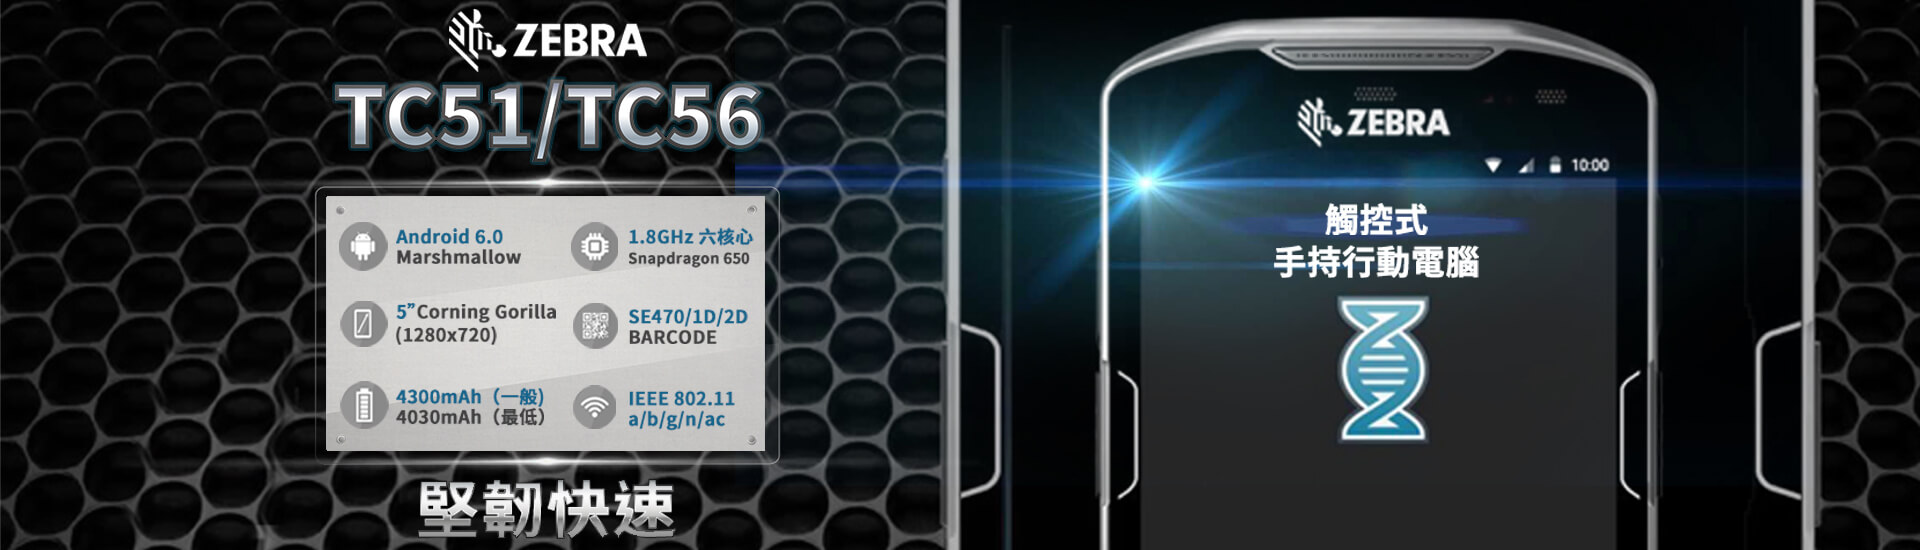 ZEBRA
TC51/TC56
Android 6.0
Marshmallow
1.8GHz 六核心
Snapdragon 650
5”Corning Gorilla
(1280x720)
SE470/1D/2D
BARCODE
4300mAh（一般)
4030mAh（最低）
IEEE 802.11
a/b/g/n/ac
堅韌快速
ZEBRA
10:00
觸控式
手持行動電腦